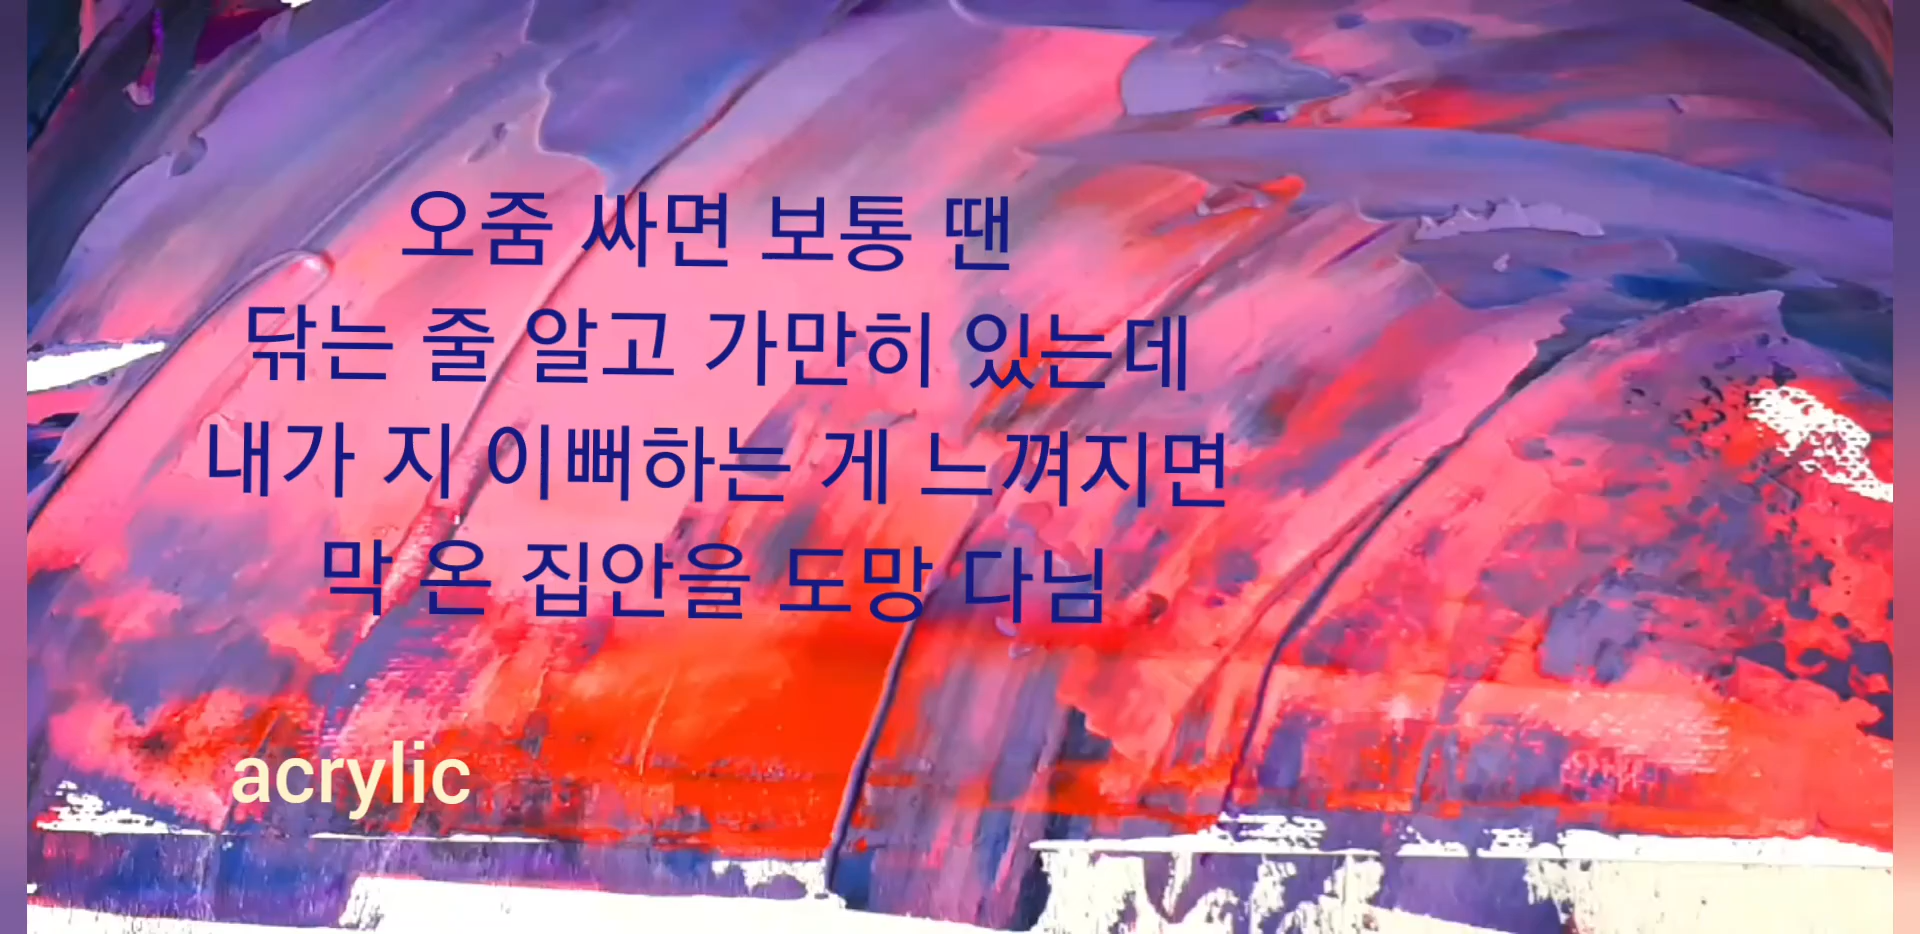 오줌 싸면 보통 땐
닦는 줄 알고 가만히 있는데
내가 지 이뻐하는 게 느껴지면
막 온 집안을 도망 다님
acrylic